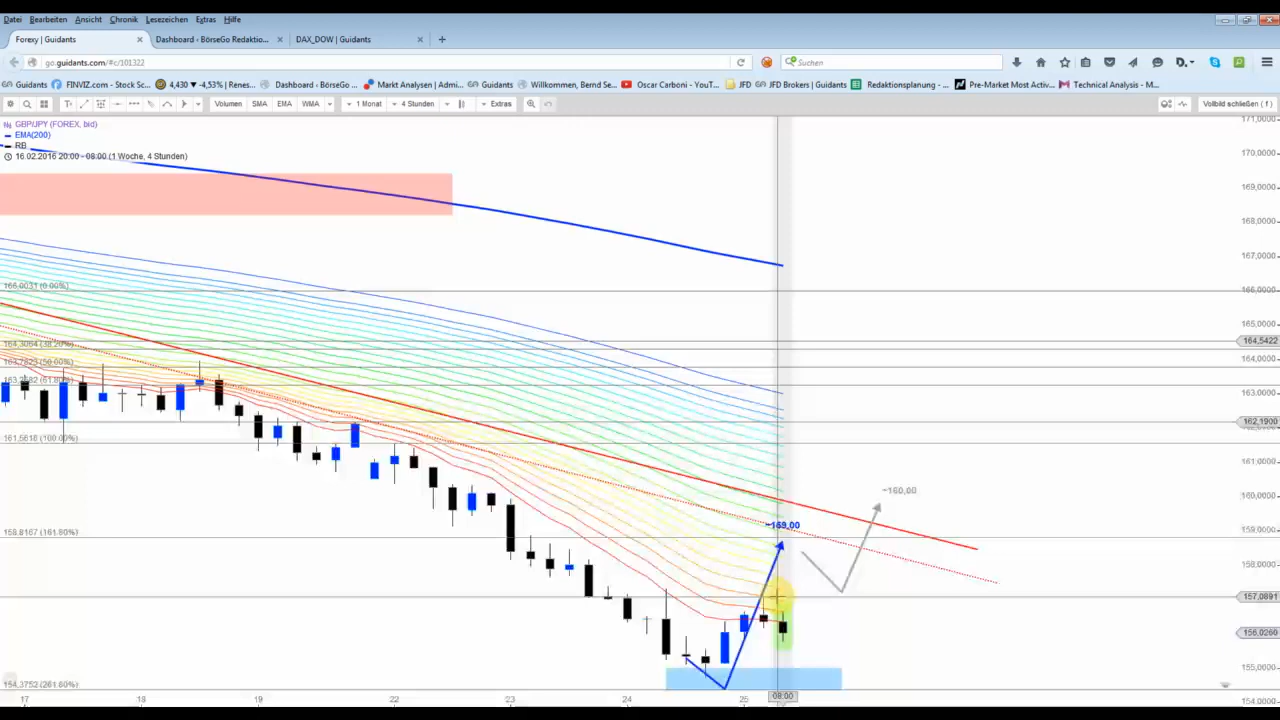 Datei Bearbeiten Ansicht Chronik Lesezeichen Extras Hilfe
Forexy | Guidants Dashboard - BörseGo Redaktio... DAX_DOW | Guidants
go.guidants.com/#c/101322 Suchen
Guidants FINVIZ.com - Stock Sc... 4,430 ▾ -4,53% | Renes... Dashboard - BörseGo ... Markt Analysen | Admi... Willkommen, Bernd Se... Oscar Carboni - YouT... JFD JFD Brokers | Guidants Redaktionsplanung - ... Pre-Market Most Activ... Technical Analysis - M...
Volumen SMA EMA WMA 1 Monat 4 Stunden Extras Vollbild schließen ( f )
GBP/JPY (FOREX, bid)
EMA(200)
RB
16.02.2016 20:00 - 08:00 (1 Woche, 4 Stunden)
171,0000
170,0000
169,0000
168,0000
167,0000
166,0031 (0.00%) 166,0000
165,0000
164,3064 (38.20%) 164,5422
164,0000
163,0000
161,5618 (100.00%) 162,1900
161,0000
~160,00
160,0000
~159,00
158,8167 (161.80%) 159,0000
158,0000
157,0891
156,0260
155,0000
154,3752 (261.80%)
154,0000
17 18 19 22 23 24 25 08:00